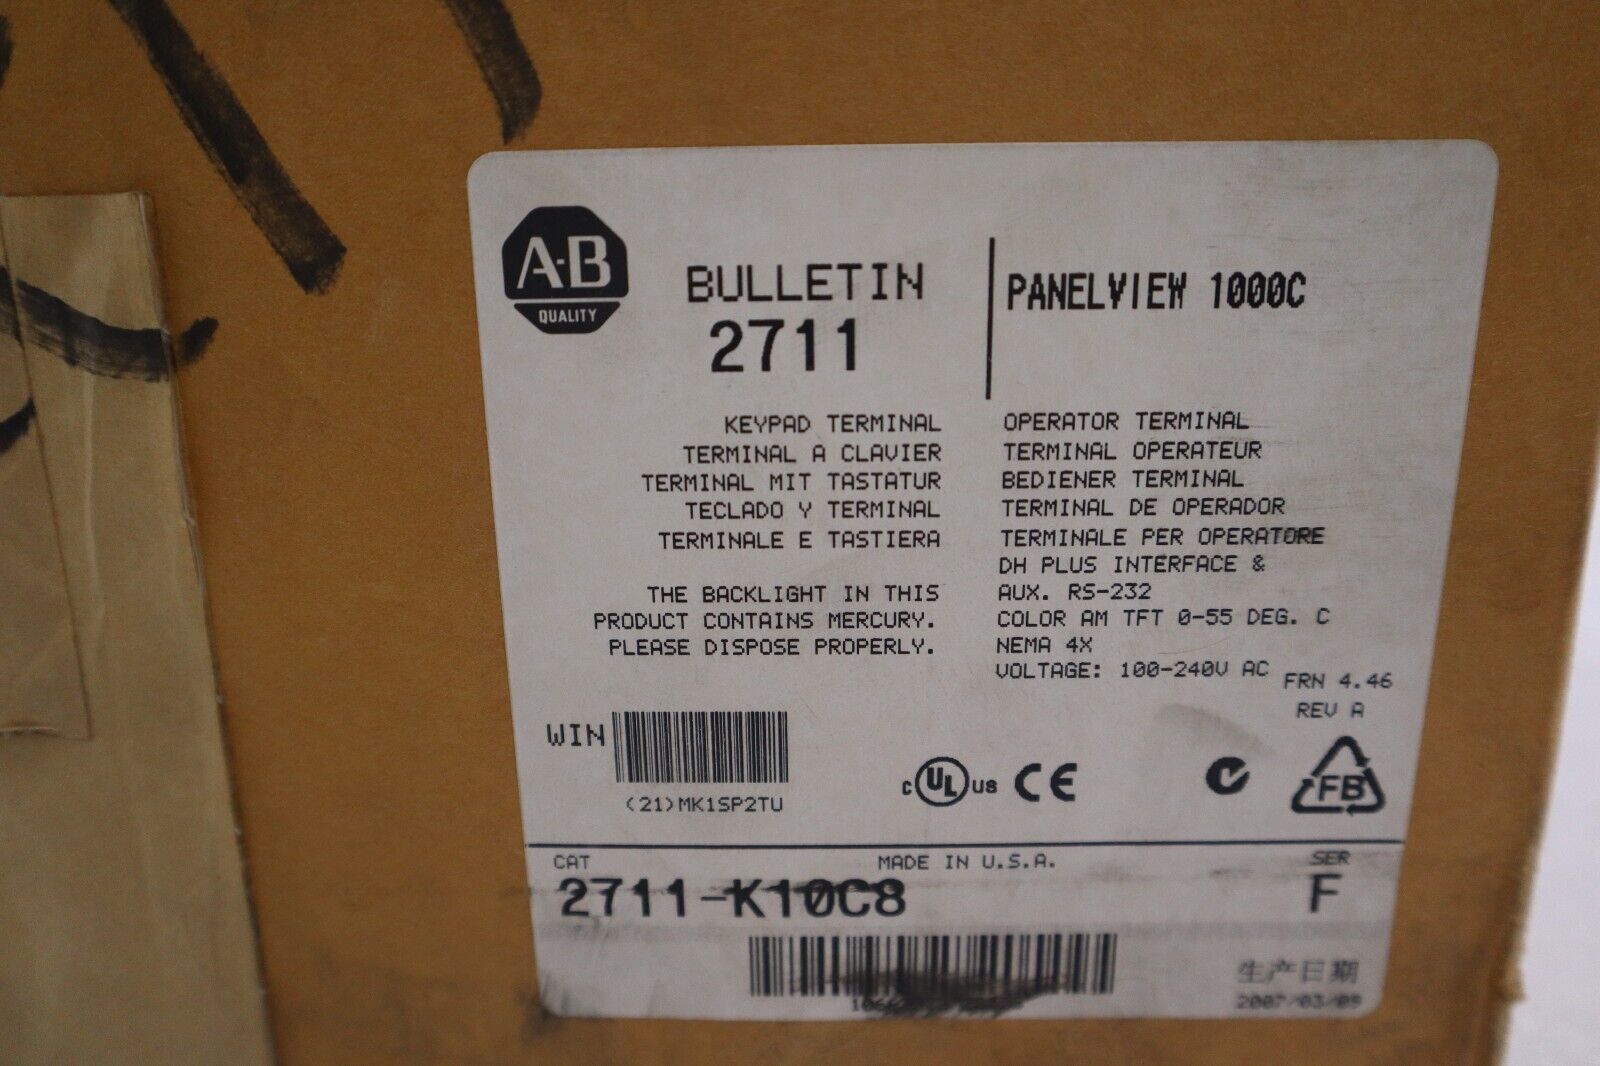 A-B
QUALITY
BULLETIN
2711
PANELVIEW 1000C
KEYPAD TERMINAL
TERMINAL A CLAVIER
TERMINAL MIT TASTATUR
TECLADO Y TERMINAL
TERMINALE E TASTIERA
THE BACKLIGHT IN THIS
PRODUCT CONTAINS MERCURY.
PLEASE DISPOSE PROPERLY.
OPERATOR TERMINAL
TERMINAL OPERATEUR
BEDIENER TERMINAL
TERMINAL DE OPERADOR
TERMINALE PER OPERATORE
DH PLUS INTERFACE &
AUX. RS-232
COLOR AM TFT 0-55 DEG. C
NEMA 4X
VOLTAGE: 100-240V AC
FRN 4.46
REV A
WIN
(21)MK1SP2TU
C UL US CE
FB
CAT
MADE IN U.S.A.
SER
2711-K10C8
F
生产日期
2007/03/09